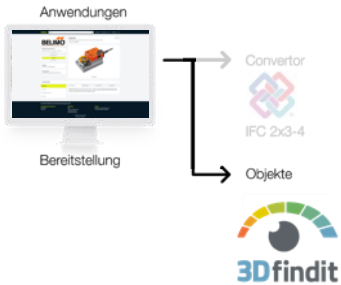 Anwendungen
BELIMO
Bereitstellung
Convertor
IFC 2x3-4
Objekte
3Dfindit